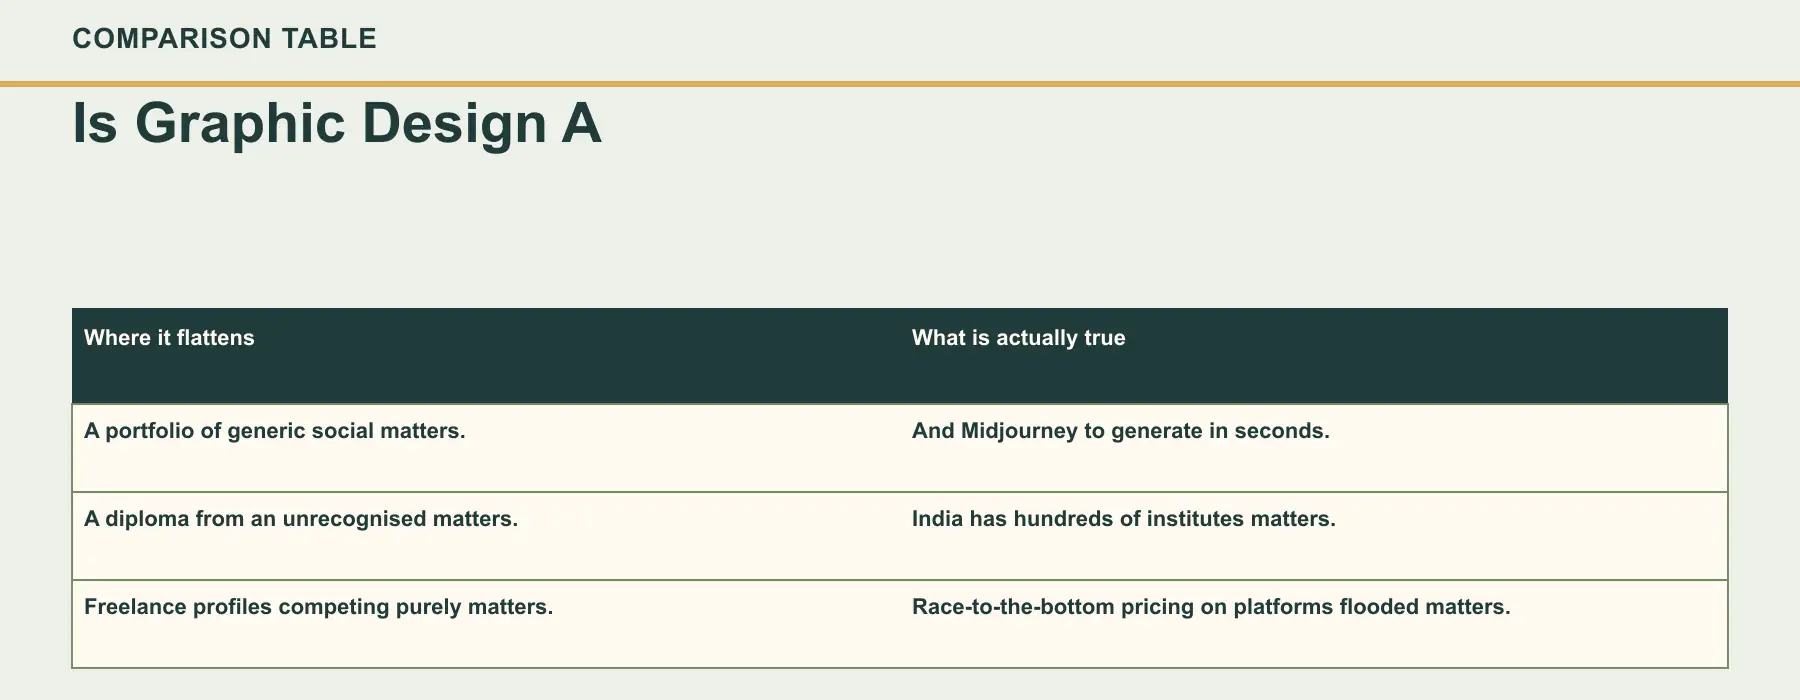 COMPARISON TABLE
Is Graphic Design A
Where it flattens
What is actually true
A portfolio of generic social matters.
And Midjourney to generate in seconds.
A diploma from an unrecognised matters.
India has hundreds of institutes matters.
Freelance profiles competing purely matters.
Race-to-the-bottom pricing on platforms flooded matters.